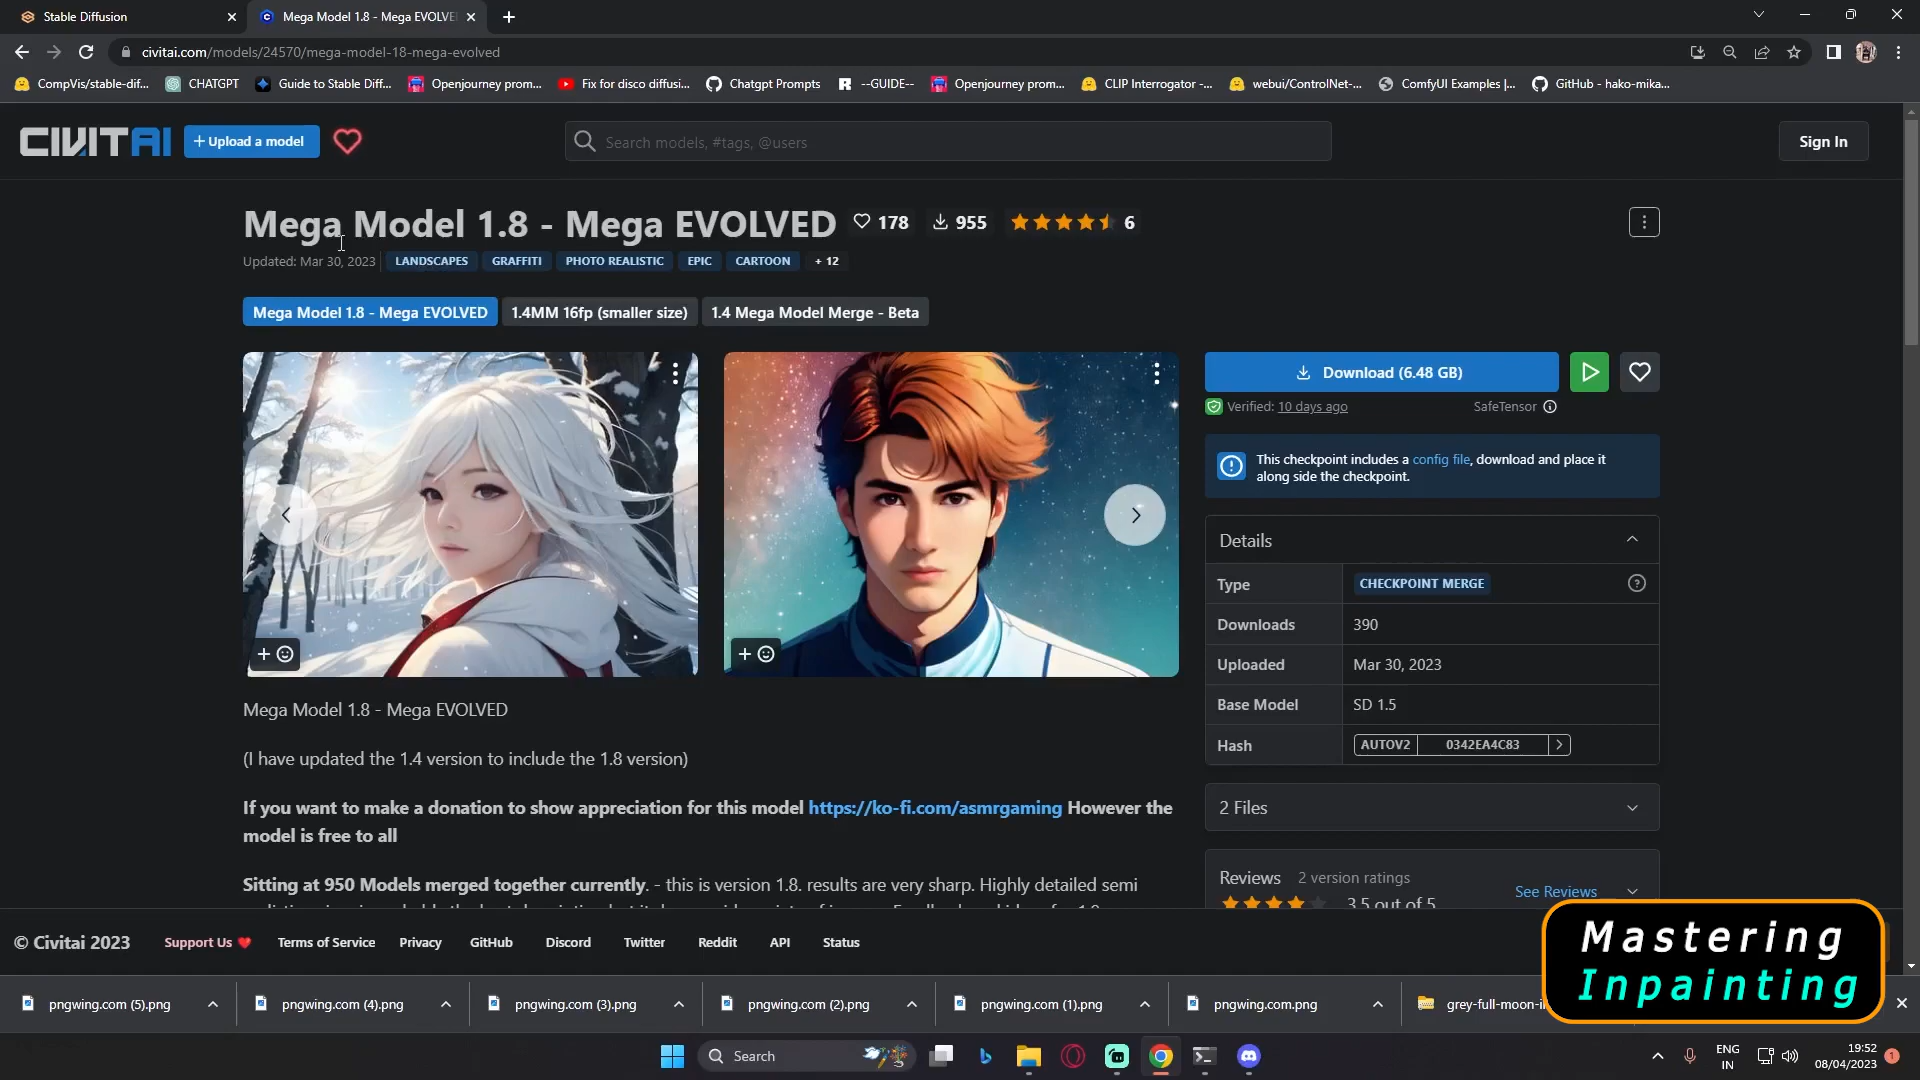 Stable Diffusion
Mega Model 1.8 - Mega EVOLVE
civitai.com/models/24570/mega-model-18-mega-evolved
CompVis/stable-dif...
CHATGPT
Guide to Stable Diff...
Openjourney prom...
Fix for disco diffusi...
Chatgpt Prompts
--GUIDE--
Openjourney prom...
CLIP Interrogator -...
webui/ControlNet-...
ComfyUI Examples |...
GitHub - hako-mika...
CIVITAI
+ Upload a model
Search models, #tags, @users
Sign In
Mega Model 1.8 - Mega EVOLVED
178
955
6
Updated: Mar 30, 2023
LANDSCAPES
GRAFFITI
PHOTO REALISTIC
EPIC
CARTOON
+ 12
Mega Model 1.8 - Mega EVOLVED
1.4MM 16fp (smaller size)
1.4 Mega Model Merge - Beta
Download (6.48 GB)
Verified: 10 days ago
SafeTensor
This checkpoint includes a config file, download and place it
along side the checkpoint.
Details
Type
CHECKPOINT MERGE
Downloads
390
Uploaded
Mar 30, 2023
Base Model
SD 1.5
Hash
AUTOV2
0342EA4C83
2 Files
Reviews
2 version ratings
See Reviews
3.5 out of 5
Mega Model 1.8 - Mega EVOLVED
(I have updated the 1.4 version to include the 1.8 version)
If you want to make a donation to show appreciation for this model https://ko-fi.com/asmrgaming However the
model is free to all
Sitting at 950 Models merged together currently. - this is version 1.8. results are very sharp. Highly detailed semi
© Civitai 2023
Support Us
Terms of Service
Privacy
GitHub
Discord
Twitter
Reddit
API
Status
Mastering
Inpainting
pngwing.com (5).png
pngwing.com (4).png
pngwing.com (3).png
pngwing.com (2).png
pngwing.com (1).png
pngwing.com.png
grey-full-moon-i
Search
ENG
IN
19:52
08/04/2023
1